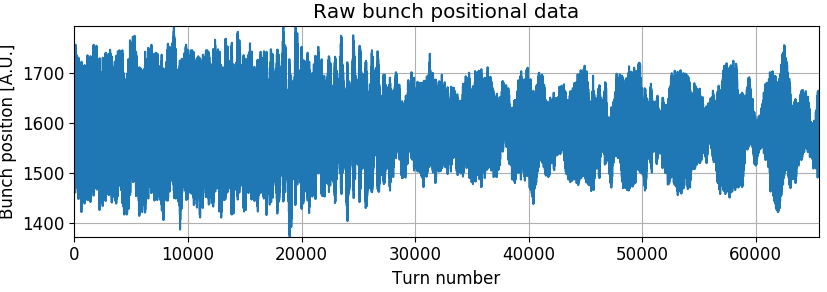 Raw bunch positional data
Bunch position [A.U.]
1700
1600
1500
1400
0 10000 20000 30000 40000 50000 60000
Turn number